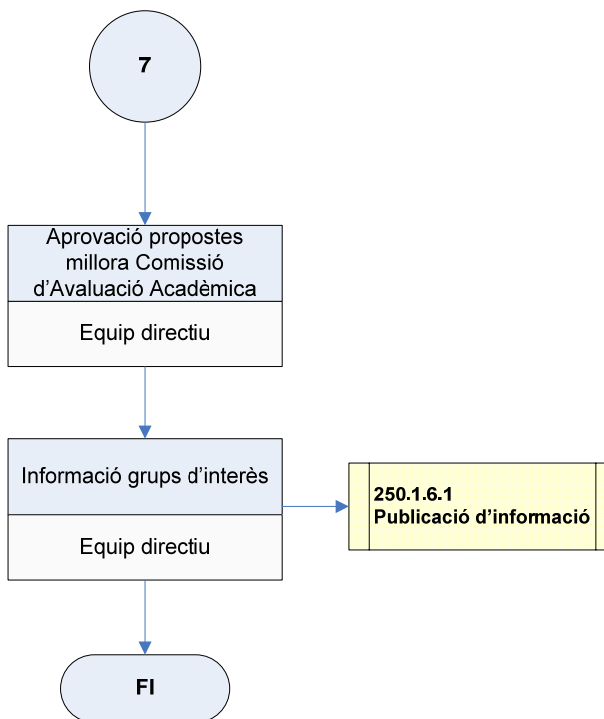 7
Aprovació propostes
millora Comissió
d’Avaluació Acadèmica
Equip directiu
Informació grups d’interès
Equip directiu
250.1.6.1
Publicació d’informació
FI